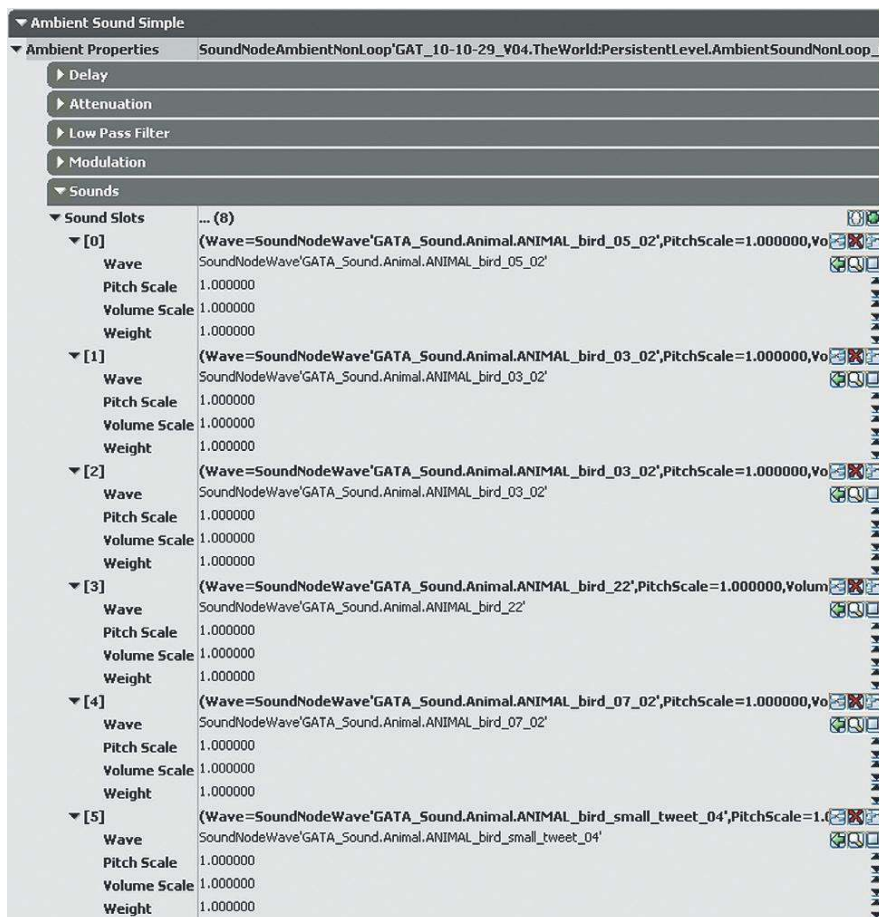 Ambient Sound Simple
Ambient Properties SoundNodeAmbientNonLoop'GAT_10-10-29_V04.TheWorld:PersistentLevel.AmbientSoundNonLoop_
Delay
Attenuation
Low Pass Filter
Modulation
Sounds
Sound Slots ... (8)
[0] (Wave=SoundNodeWave'GATA_Sound.Animal.ANIMAL_bird_05_02',PitchScale=1.000000,Vo
Wave SoundNodeWave'GATA_Sound.Animal.ANIMAL_bird_05_02'
Pitch Scale 1.000000
Volume Scale 1.000000
Weight 1.000000
[1] (Wave=SoundNodeWave'GATA_Sound.Animal.ANIMAL_bird_03_02',PitchScale=1.000000,Vo
Wave SoundNodeWave'GATA_Sound.Animal.ANIMAL_bird_03_02'
Pitch Scale 1.000000
Volume Scale 1.000000
Weight 1.000000
[2] (Wave=SoundNodeWave'GATA_Sound.Animal.ANIMAL_bird_03_02',PitchScale=1.000000,Vo
Wave SoundNodeWave'GATA_Sound.Animal.ANIMAL_bird_03_02'
Pitch Scale 1.000000
Volume Scale 1.000000
Weight 1.000000
[3] (Wave=SoundNodeWave'GATA_Sound.Animal.ANIMAL_bird_22',PitchScale=1.000000,Volum
Wave SoundNodeWave'GATA_Sound.Animal.ANIMAL_bird_22'
Pitch Scale 1.000000
Volume Scale 1.000000
Weight 1.000000
[4] (Wave=SoundNodeWave'GATA_Sound.Animal.ANIMAL_bird_07_02',PitchScale=1.000000,Vo
Wave SoundNodeWave'GATA_Sound.Animal.ANIMAL_bird_07_02'
Pitch Scale 1.000000
Volume Scale 1.000000
Weight 1.000000
[5] (Wave=SoundNodeWave'GATA_Sound.Animal.ANIMAL_bird_small_tweet_04',PitchScale=1.(
Wave SoundNodeWave'GATA_Sound.Animal.ANIMAL_bird_small_tweet_04'
Pitch Scale 1.000000
Volume Scale 1.000000
Weight 1.000000